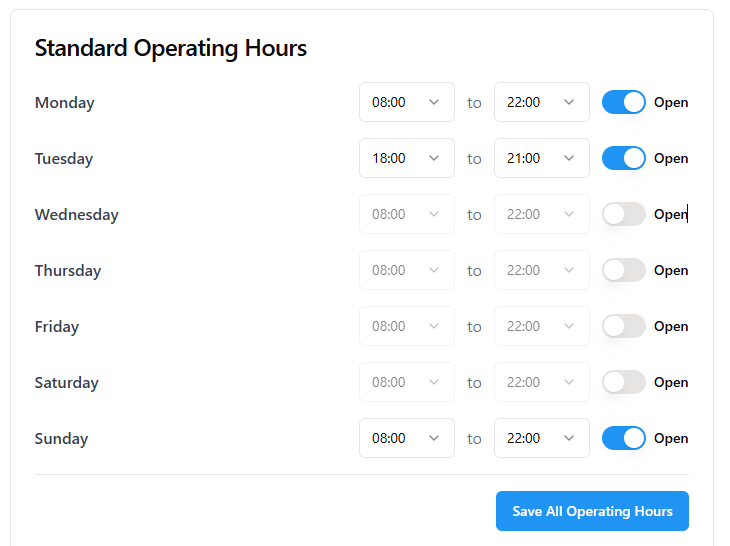 Standard Operating Hours
Monday 08:00 to 22:00 Open
Tuesday 18:00 to 21:00 Open
Wednesday 08:00 to 22:00 Open
Thursday 08:00 to 22:00 Open
Friday 08:00 to 22:00 Open
Saturday 08:00 to 22:00 Open
Sunday 08:00 to 22:00 Open
Save All Operating Hours